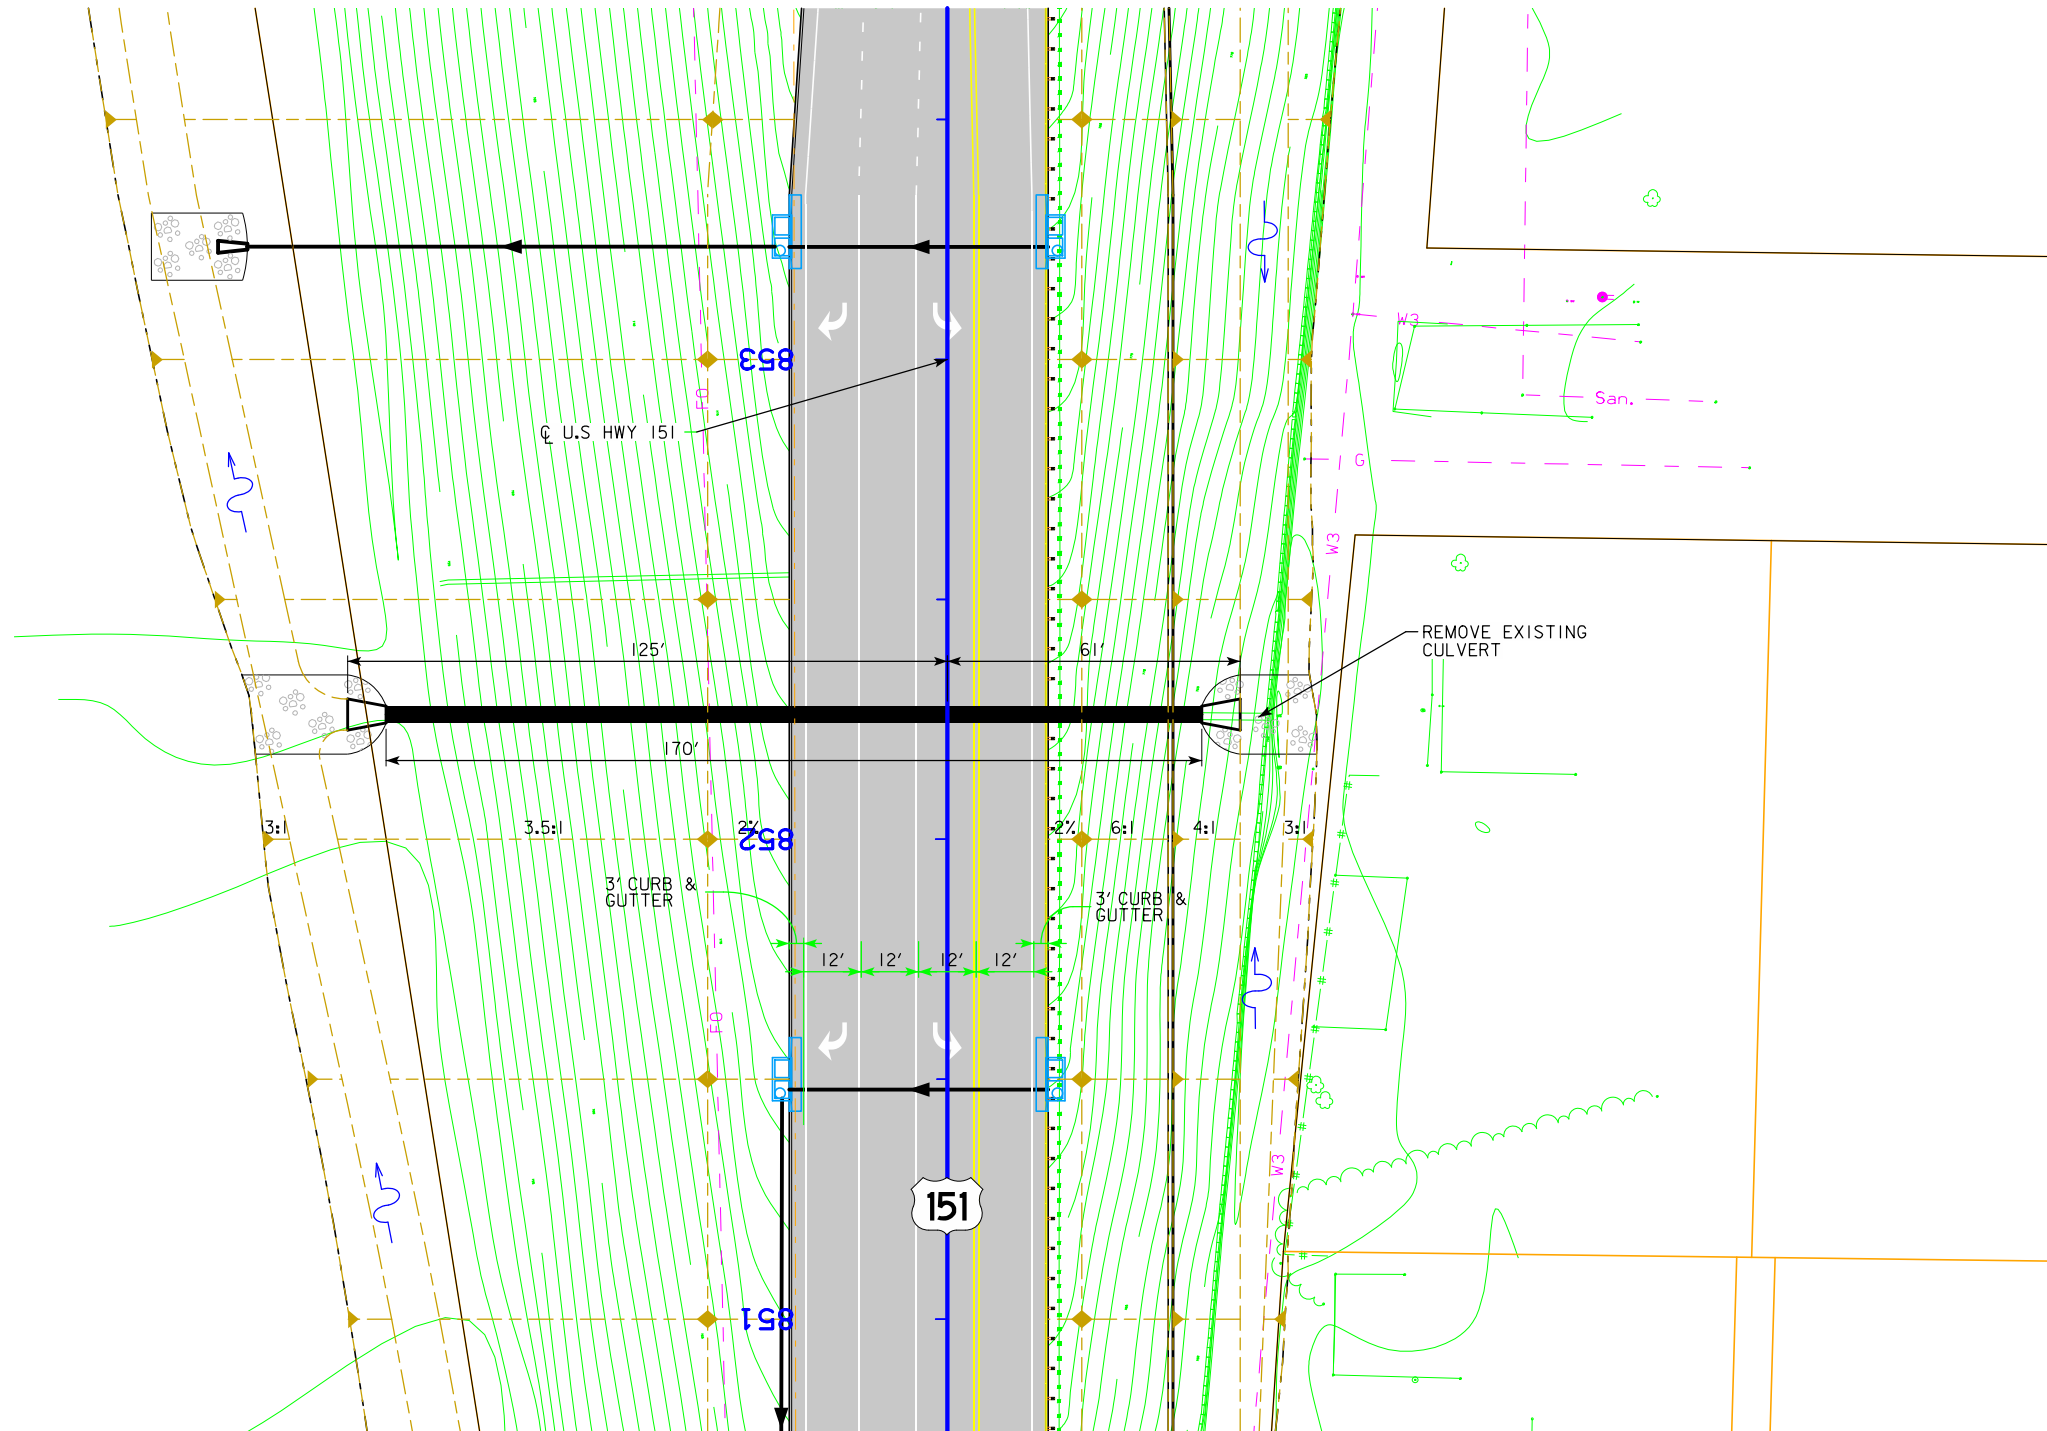 853
FO
℄ U.S HWY 151
W3
San.
G
W3
REMOVE EXISTING
CULVERT
125'
61'
170'
3:1
3.5:1
2%
852
2%
6:1
4:1
3:1
3' CURB &
GUTTER
3' CURB &
GUTTER
12'
12'
12'
12'
FO
W3
151
851